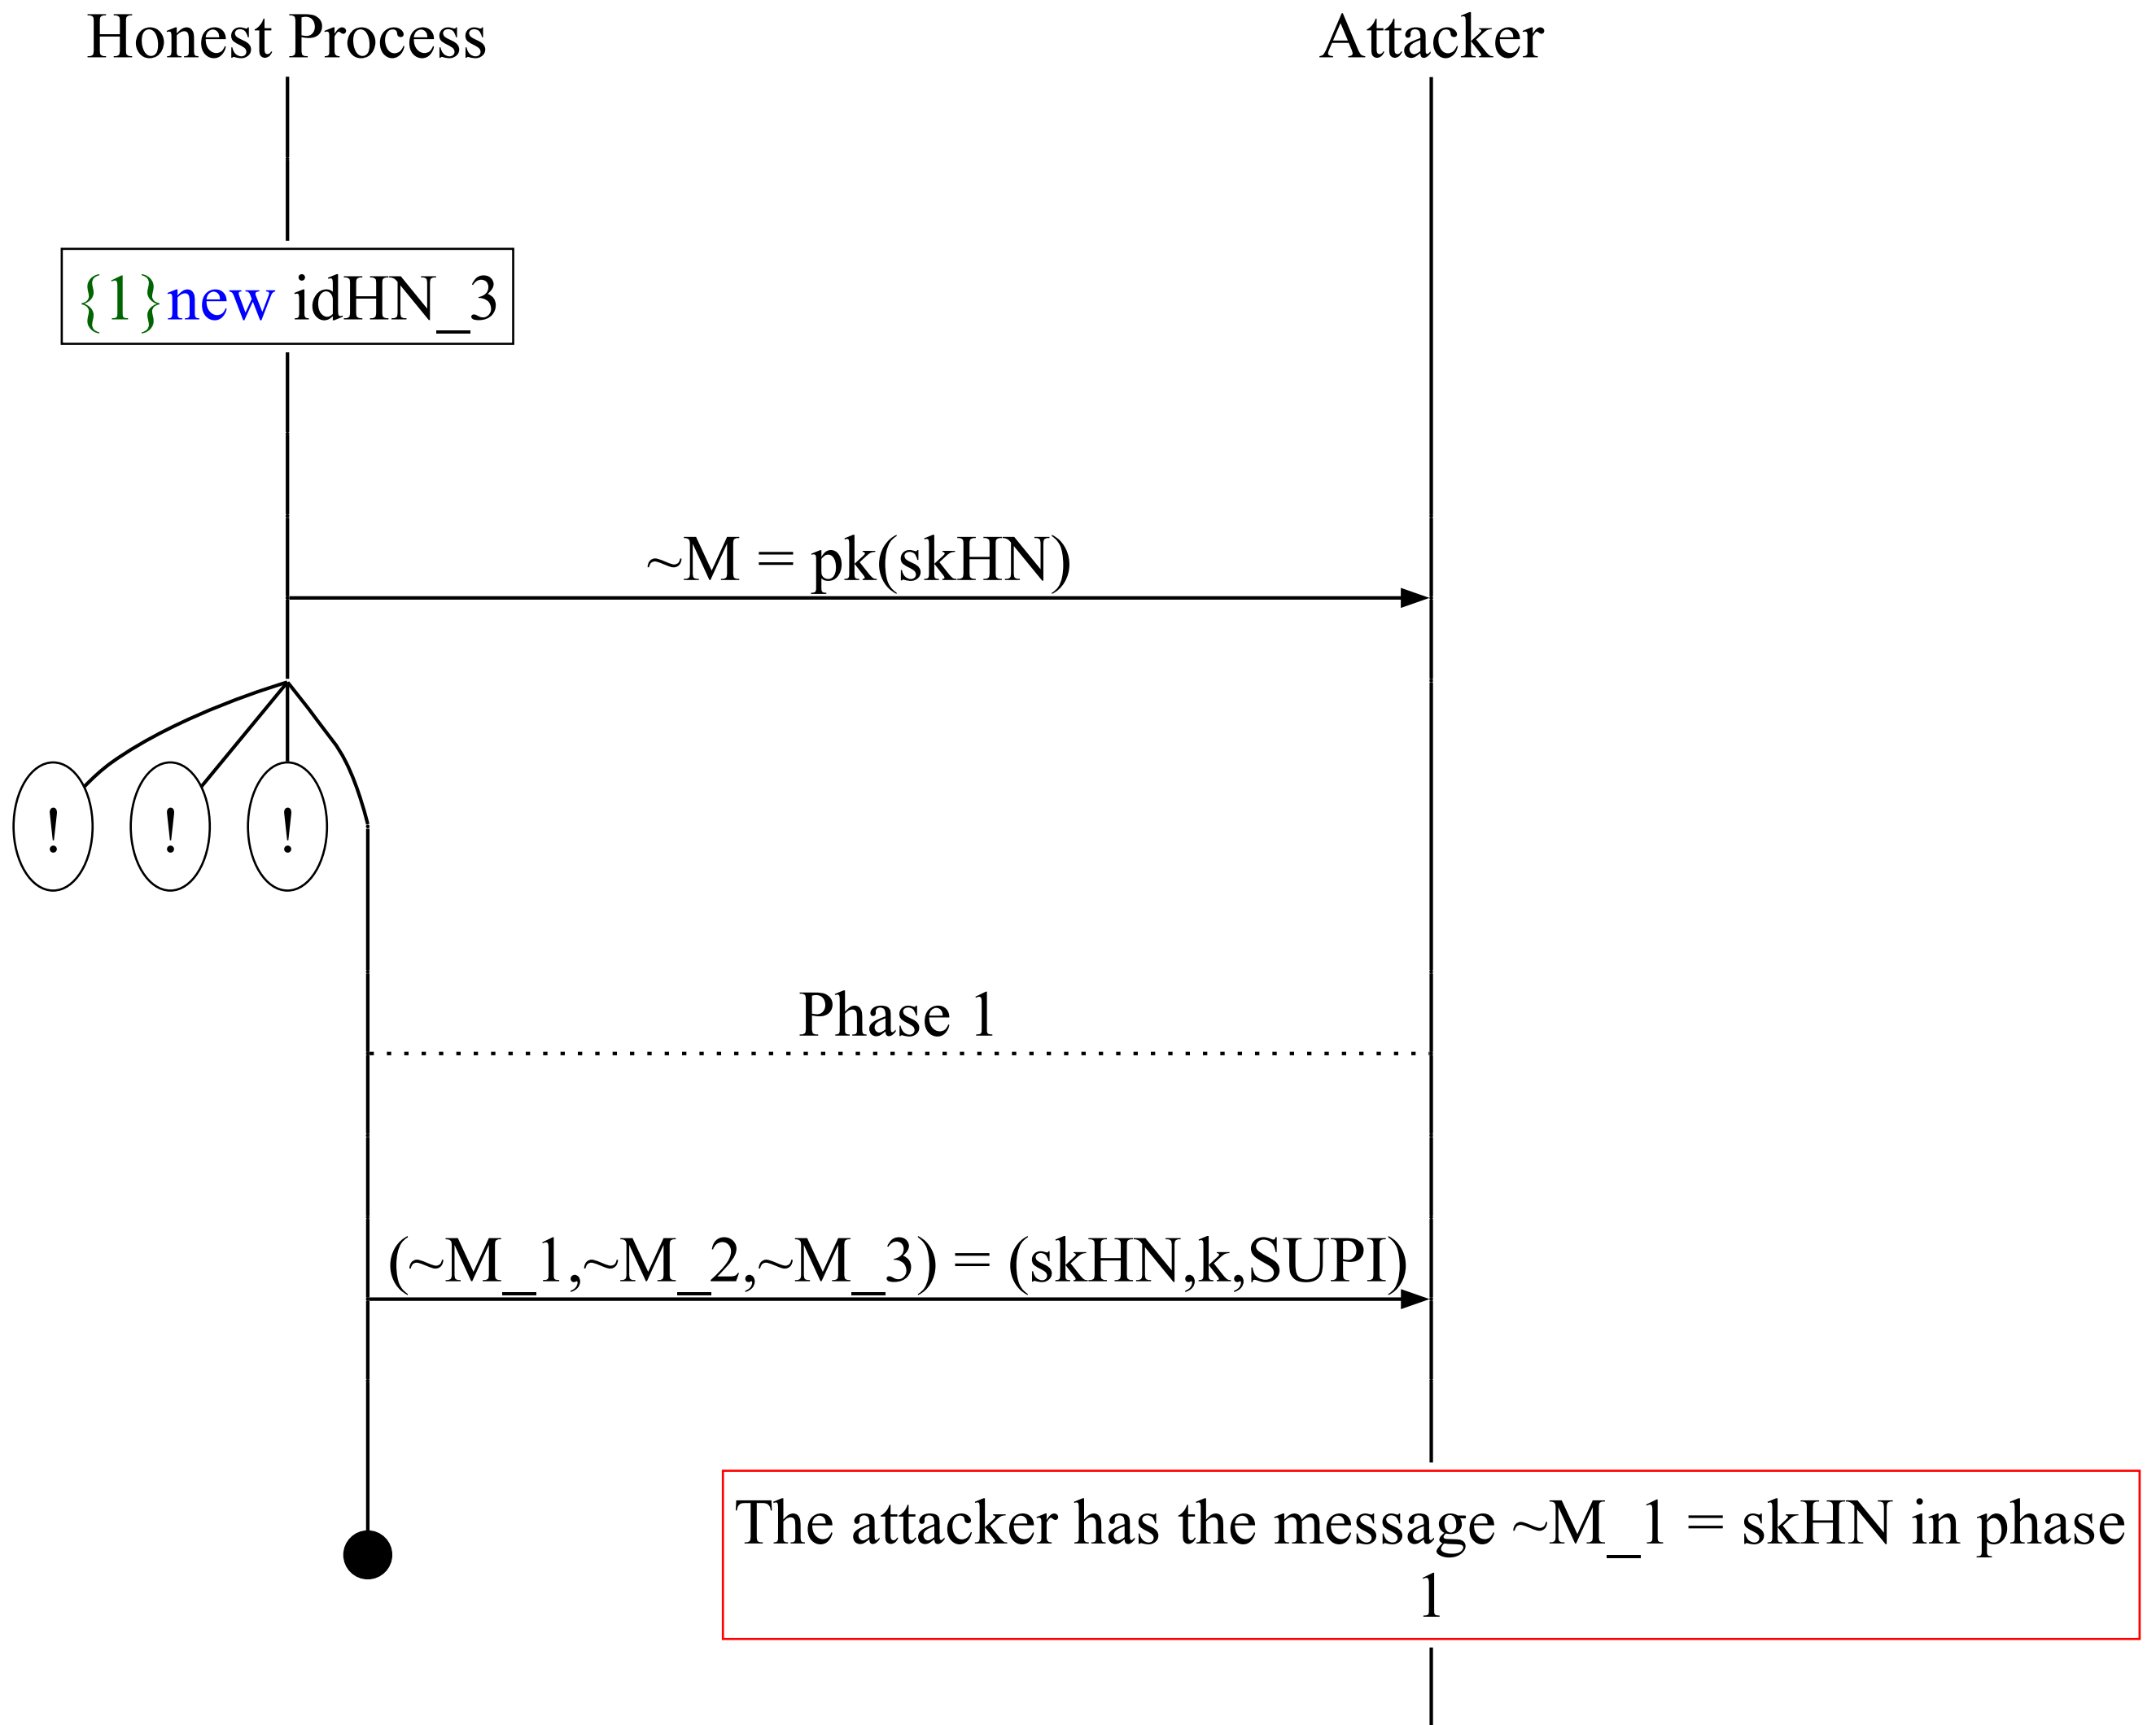 Honest Process
Attacker
{1}new idHN_3
~M = pk(skHN)
! ! !
Phase 1
(~M_1,~M_2,~M_3) = (skHN,k,SUPI)
The attacker has the message ~M_1 = skHN in phase
1